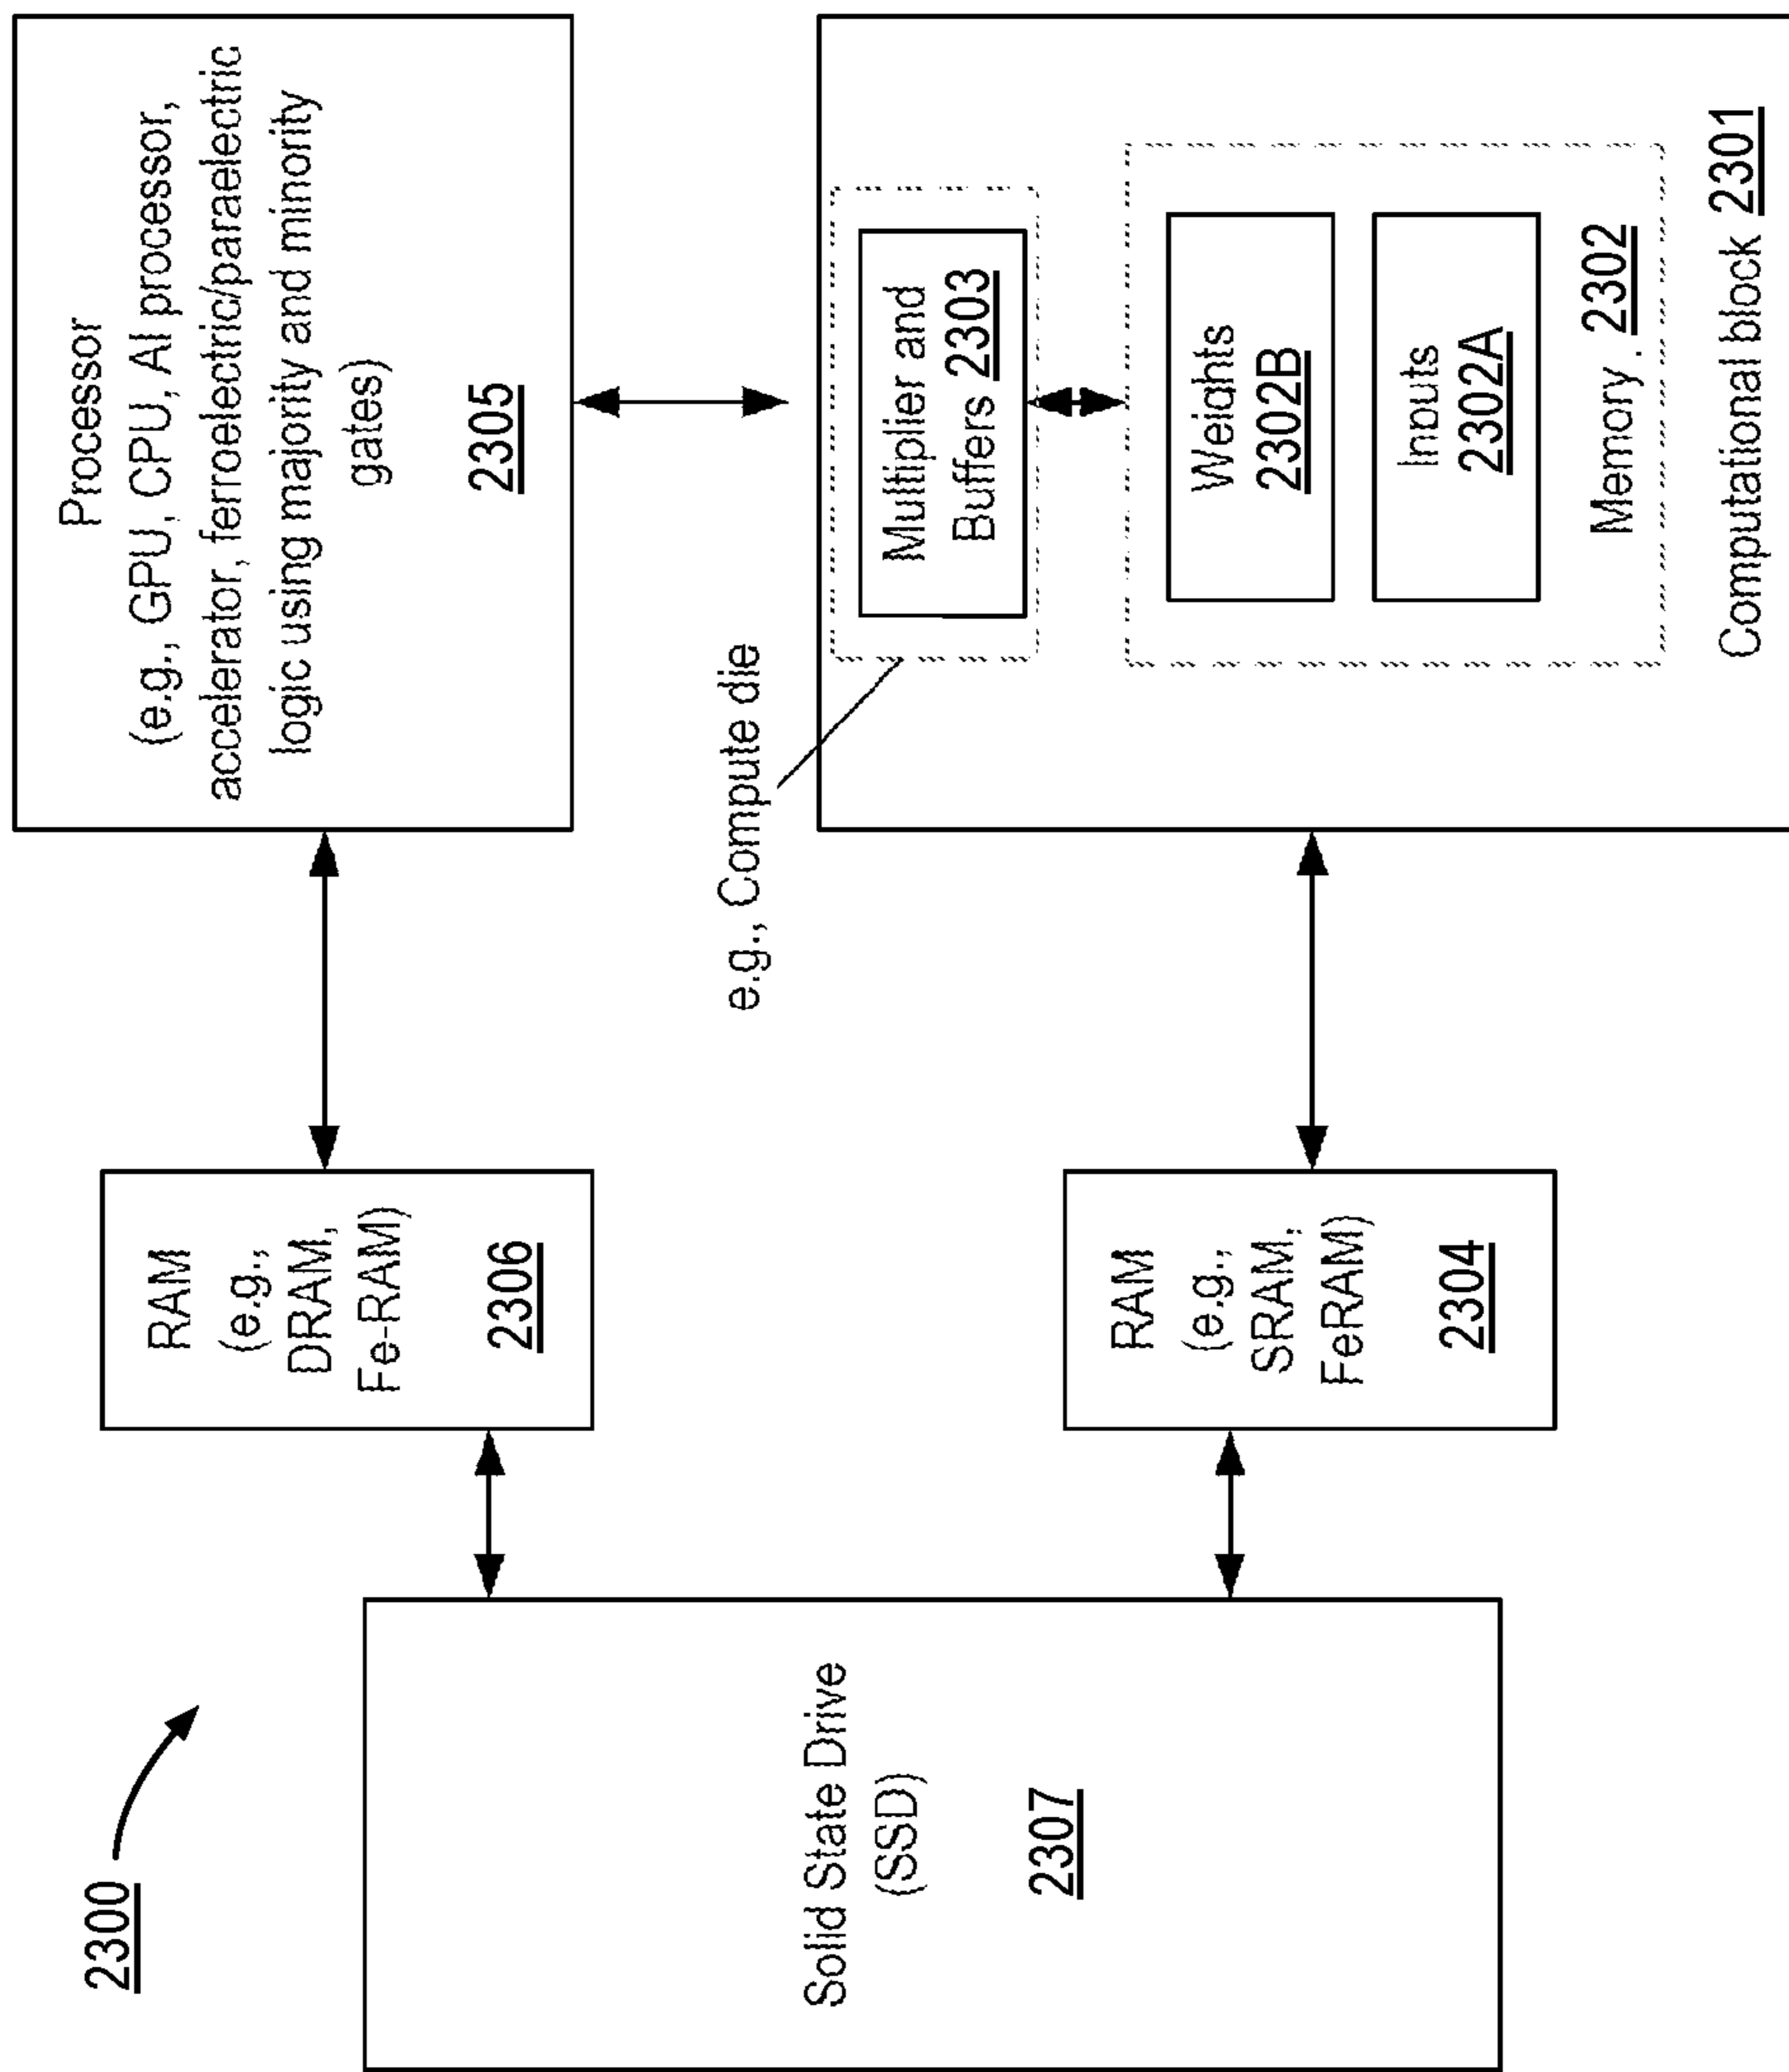 2300
Solid State Drive
(SSD)
2307
RAM
(e.g.,
DRAM,
Fe-RAM)
2306
RAM
(e.g.,
SRAM,
FeRAM)
2304
Processor
(e.g., GPU, CPU, AI processor,
accelerator, ferroelectric/paraelectric
logic using majority and minority
gates)
2305
e.g., Compute die
Multiplier and
Buffers 2303
Weights
2302B
Inputs
2302A
Memory. 2302
Computational block 2301